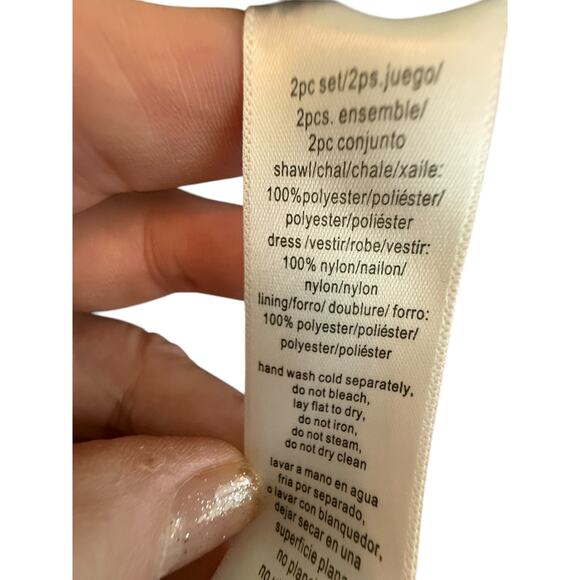 2pc set/2ps.juego/
2pcs. ensemble/
2pc conjunto
shawl/chal/chale/xaile:
100%polyester/poliéster/
polyester/poliéster
dress/vestir/robe/vestir:
100% nylon/nailon/
nylon/nylon
lining/forro/ doublure/ forro:
100% polyester/poliéster/
polyester/poliéster
hand wash cold separately,
do not bleach,
lay flat to dry,
do not iron,
do not steam,
do not dry clean
lavar a mano en agua
fria por separado,
o lavar con blanquedor,
dejar secar en una
superficie plana